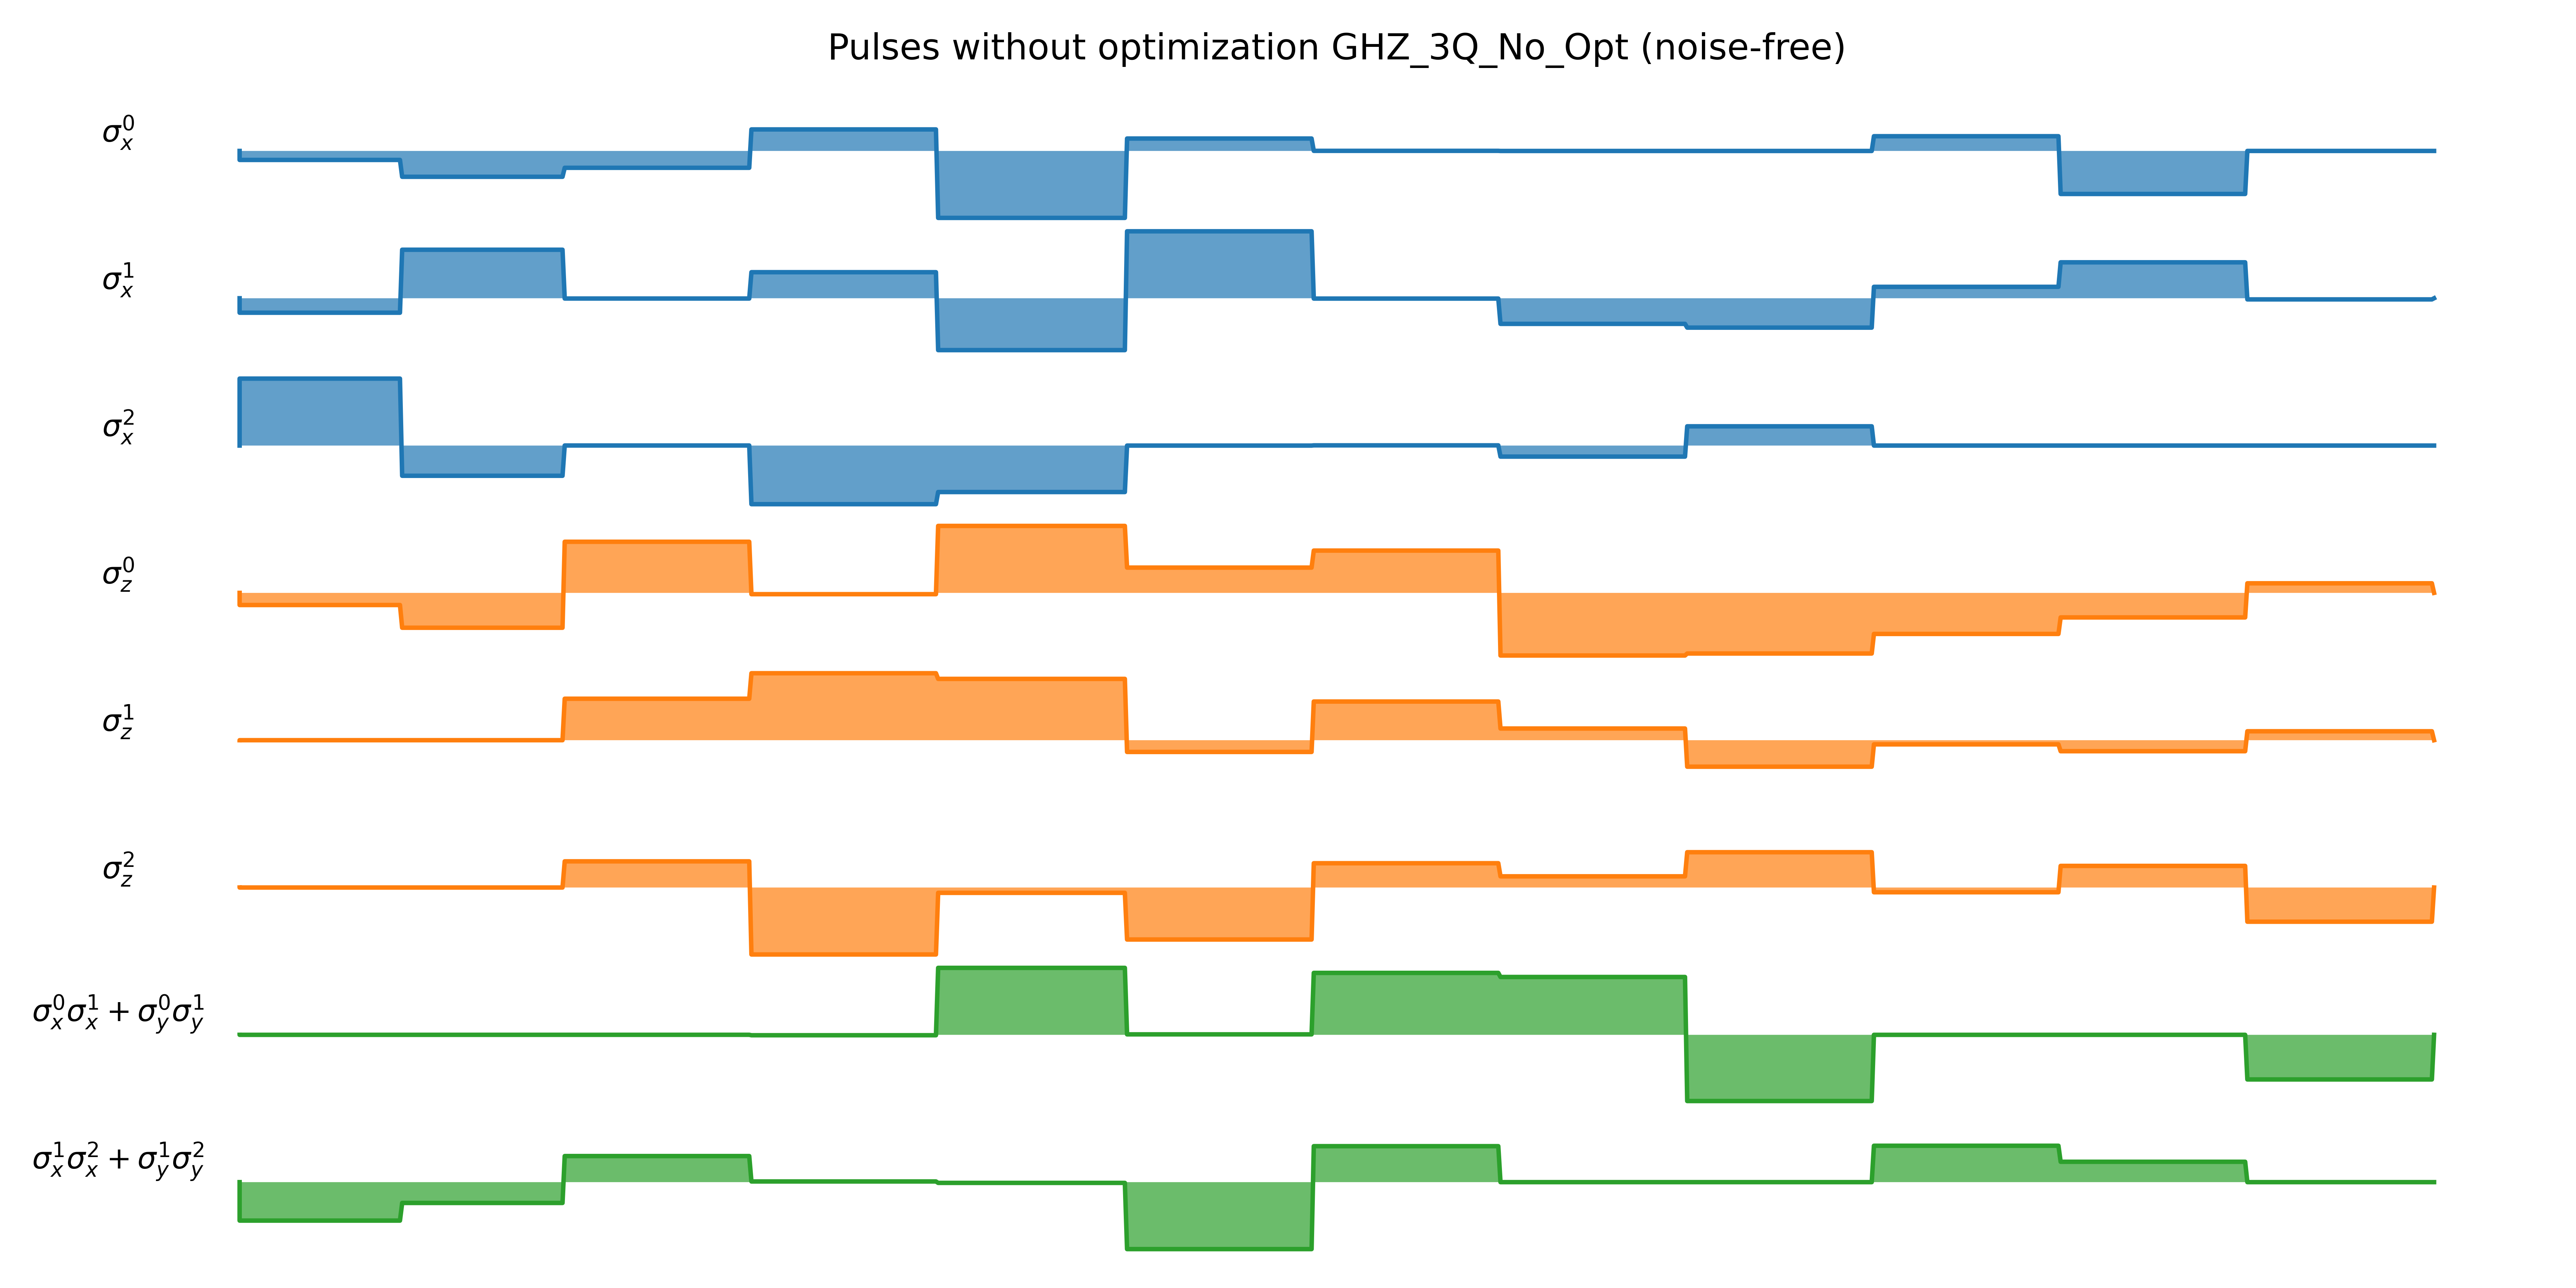 Pulses without optimization GHZ_3Q_No_Opt (noise-free)
σ_x^0
σ_x^1
σ_x^2
σ_z^0
σ_z^1
σ_z^2
σ_x^0σ_x^1 + σ_y^0σ_y^1
σ_x^1σ_x^2 + σ_y^1σ_y^2